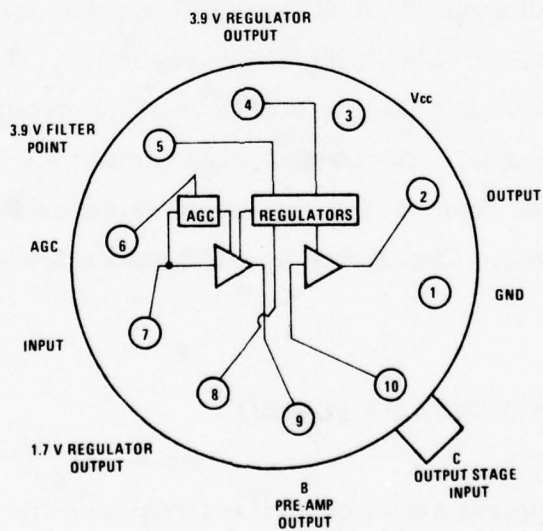 3.9 V REGULATOR
OUTPUT
Vcc
4
3
3.9 V FILTER
POINT
5
2
OUTPUT
AGC
REGULATORS
AGC
6
1
GND
7
INPUT
8
10
9
1.7 V REGULATOR
OUTPUT
C
OUTPUT STAGE
INPUT
B
PRE-AMP
OUTPUT